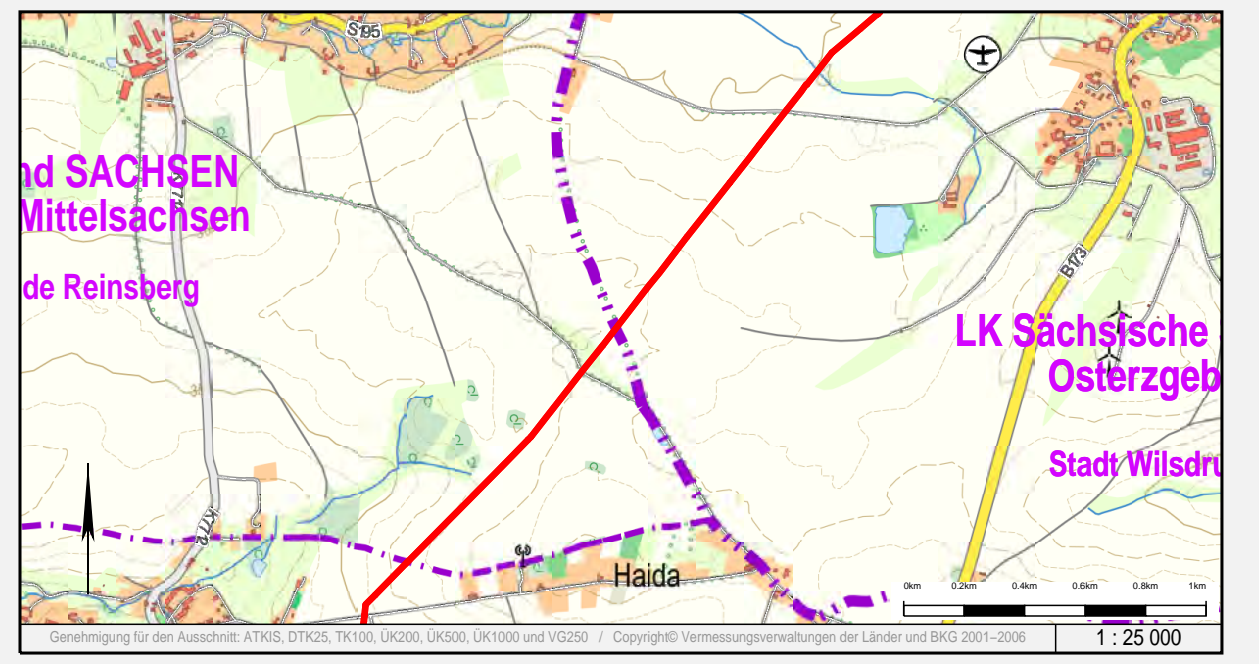 S195
nd SACHSEN
Mittelsachsen
de Reinsberg
B173
LK Sächsische
Osterzgeb
Stadt Wilsdru
K7712
Haida
0km 0.2km 0.4km 0.6km 0.8km 1km
Genehmigung für den Ausschnitt: ATKIS, DTK25, TK100, ÜK200, ÜK500, ÜK1000 und VG250 / Copyright© Vermessungsverwaltungen der Länder und BKG 2001–2006
1 : 25 000